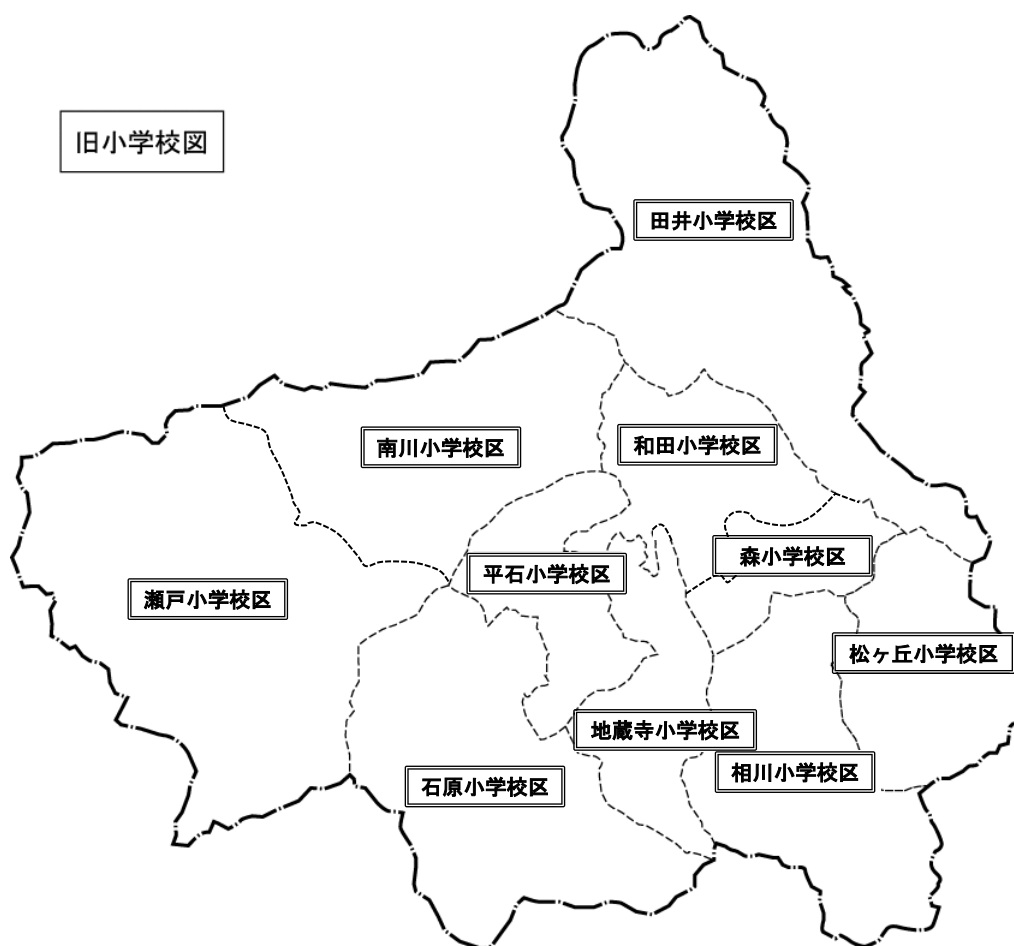 旧小学校図
田井小学校区
南川小学校区
和田小学校区
森小学校区
平石小学校区
瀬戸小学校区
松ヶ丘小学校区
地蔵寺小学校区
相川小学校区
石原小学校区